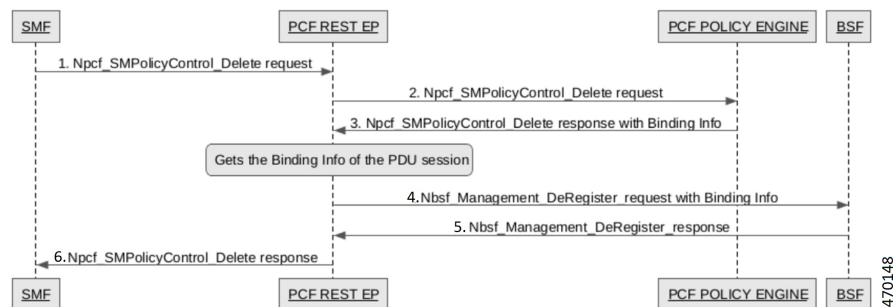 SMF
PCF REST EP
PCF POLICY ENGINE
BSF
1. Npcf_SMPolicyControl_Delete request
2. Npcf_SMPolicyControl_Delete request
3. Npcf_SMPolicyControl_Delete response with Binding Info
Gets the Binding Info of the PDU session
4.Nbsf_Management_DeRegister_request with Binding Info
5. Nbsf_Management_DeRegister_response
6.Npcf_SMPolicyControl_Delete response
SMF
PCF REST EP
PCF POLICY ENGINE
BSF
470148